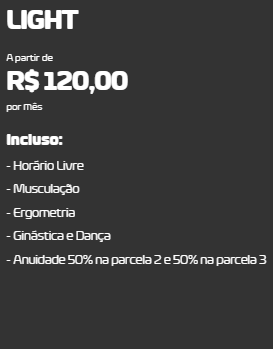 LIGHT
A partir de
R$ 120,00
por mês
Incluso:
- Horário Livre
- Musculação
- Ergometria
- Ginástica e Dança
- Anuidade 50% na parcela 2 e 50% na parcela 3